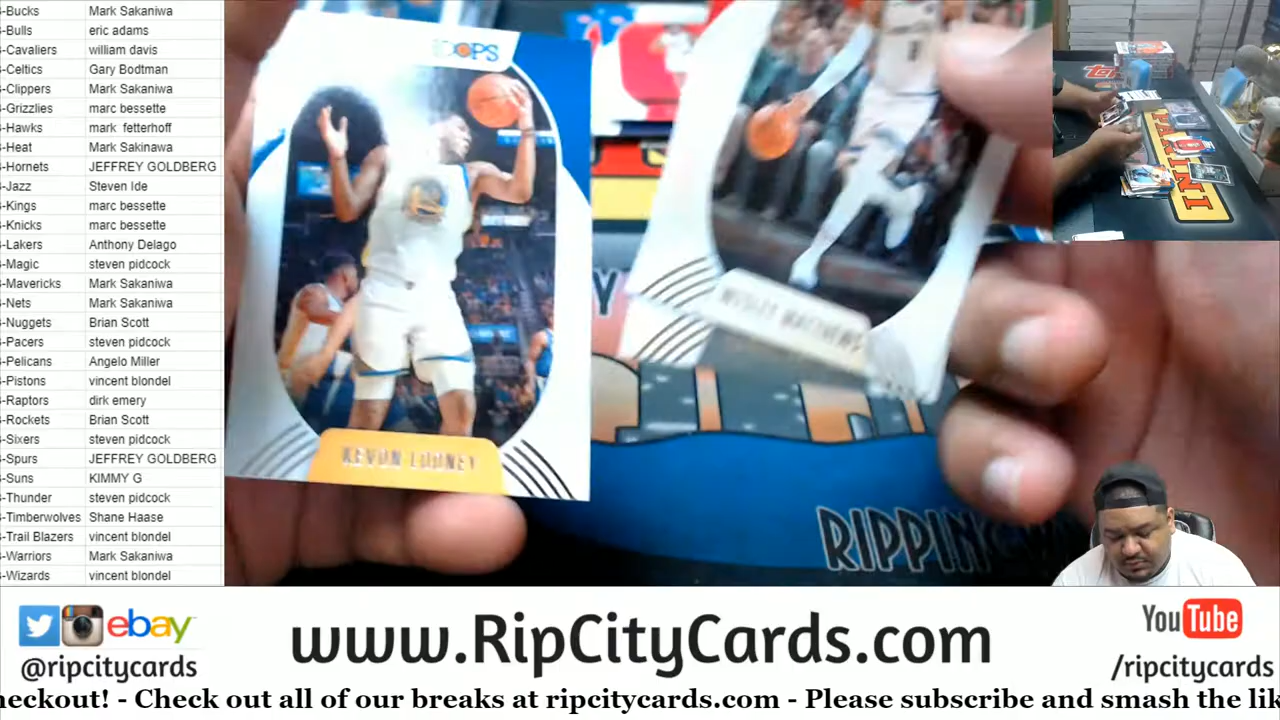 -Bucks Mark Sakaniwa
-Bulls eric adams
-Cavaliers william davis
-Celtics Gary Bodtman
-Clippers Mark Sakaniwa
-Grizzlies marc bessette
-Hawks mark fetterhoff
-Heat Mark Sakinawa
-Hornets JEFFREY GOLDBERG
-Jazz Steven Ide
-Kings marc bessette
-Knicks marc bessette
-Lakers Anthony Delago
-Magic steven pidcock
-Mavericks Mark Sakaniwa
-Nets Mark Sakaniwa
-Nuggets Brian Scott
-Pacers steven pidcock
-Pelicans Angelo Miller
-Pistons vincent blondel
-Raptors dirk emery
-Rockets Brian Scott
-Sixers steven pidcock
-Spurs JEFFREY GOLDBERG
-Suns KIMMY G
-Thunder steven pidcock
-Timberwolves Shane Haase
-Trail Blazers vincent blondel
-Warriors Mark Sakaniwa
-Wizards vincent blondel
KEVON LOONEY
WESLEY MATTHEWS
PANINI
ebay
@ripcitycards
www.RipCityCards.com
YouTube
/ripcitycards
heckout! - Check out all of our breaks at ripcitycards.com - Please subscribe and smash the lik